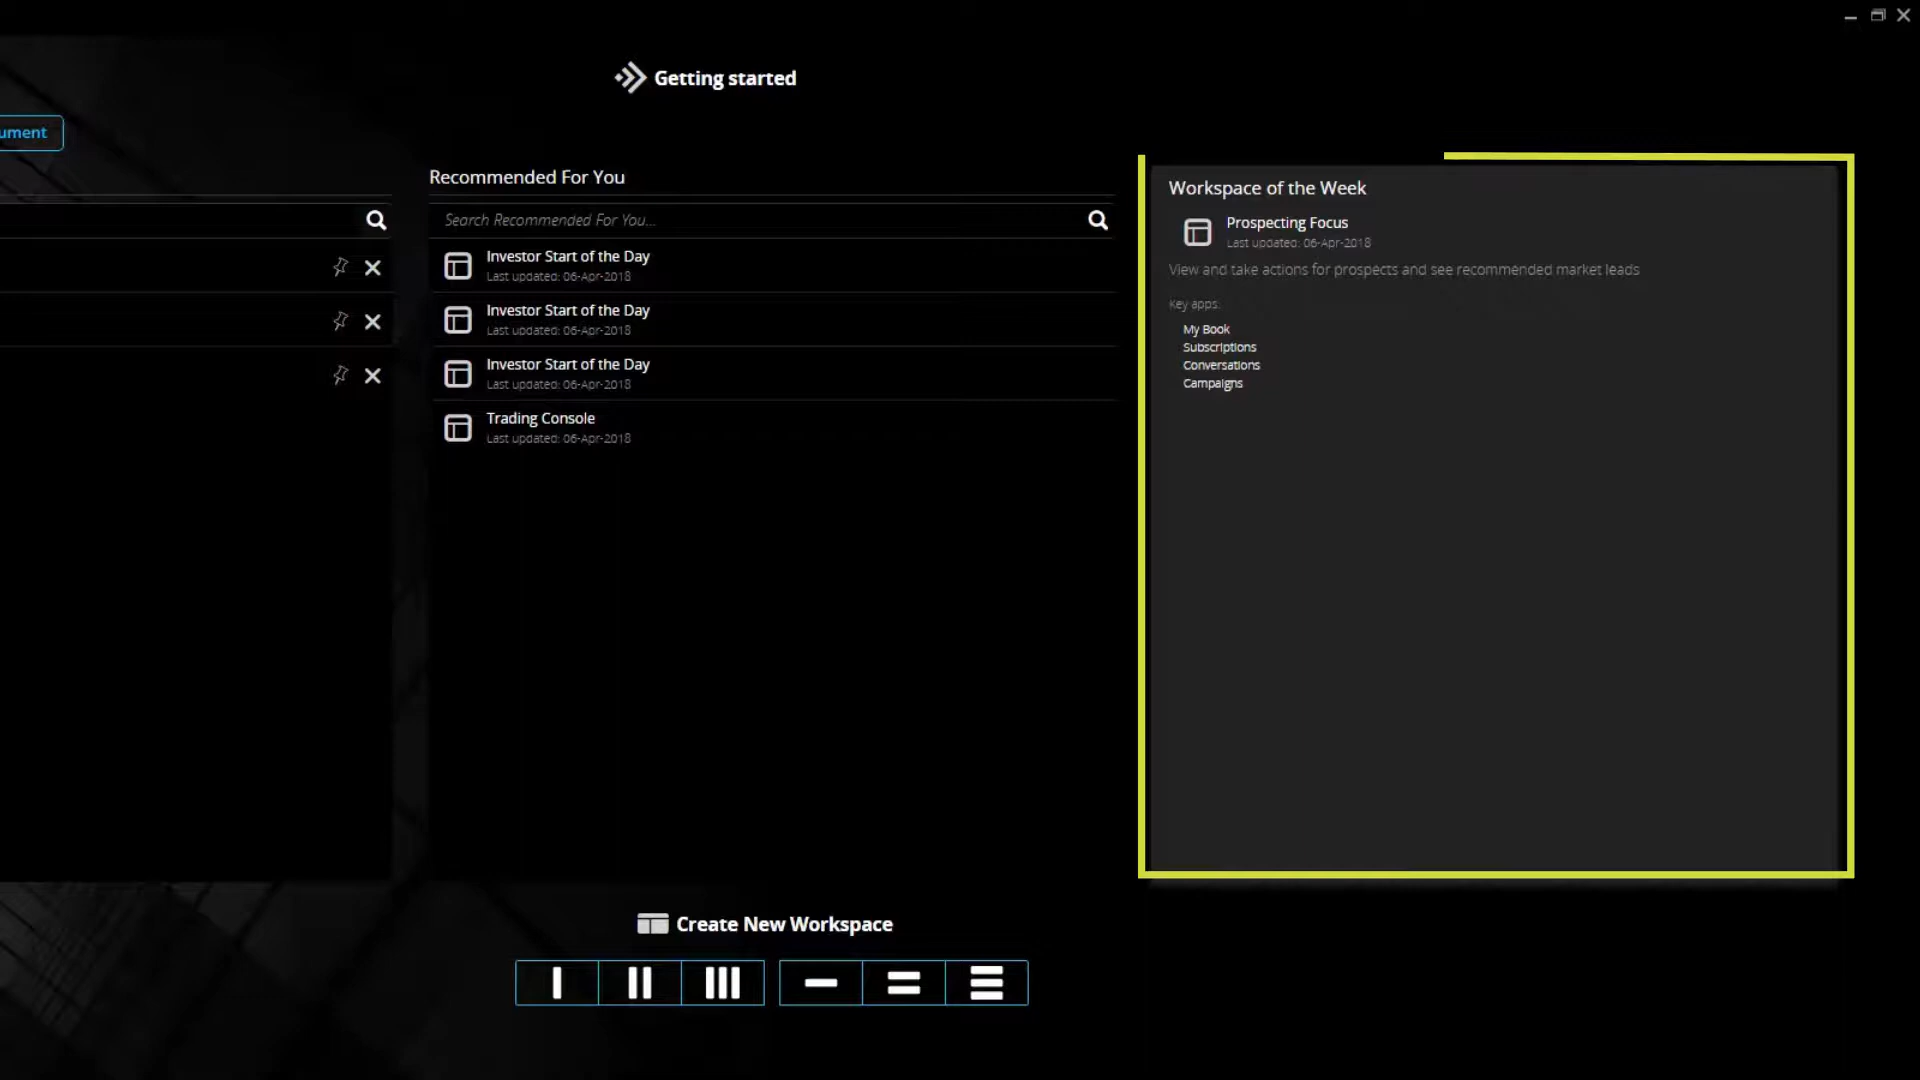 Getting started
ument
Recommended For You
Search Recommended For You...
Investor Start of the Day
Last updated: 06-Apr-2018
Investor Start of the Day
Last updated: 06-Apr-2018
Investor Start of the Day
Last updated: 06-Apr-2018
Trading Console
Last updated: 06-Apr-2018
Workspace of the Week
Prospecting Focus
Last updated: 06-Apr-2018
View and take actions for prospects and see recommended market leads
Key apps:
My Book
Subscriptions
Conversations
Campaigns
Create New Workspace